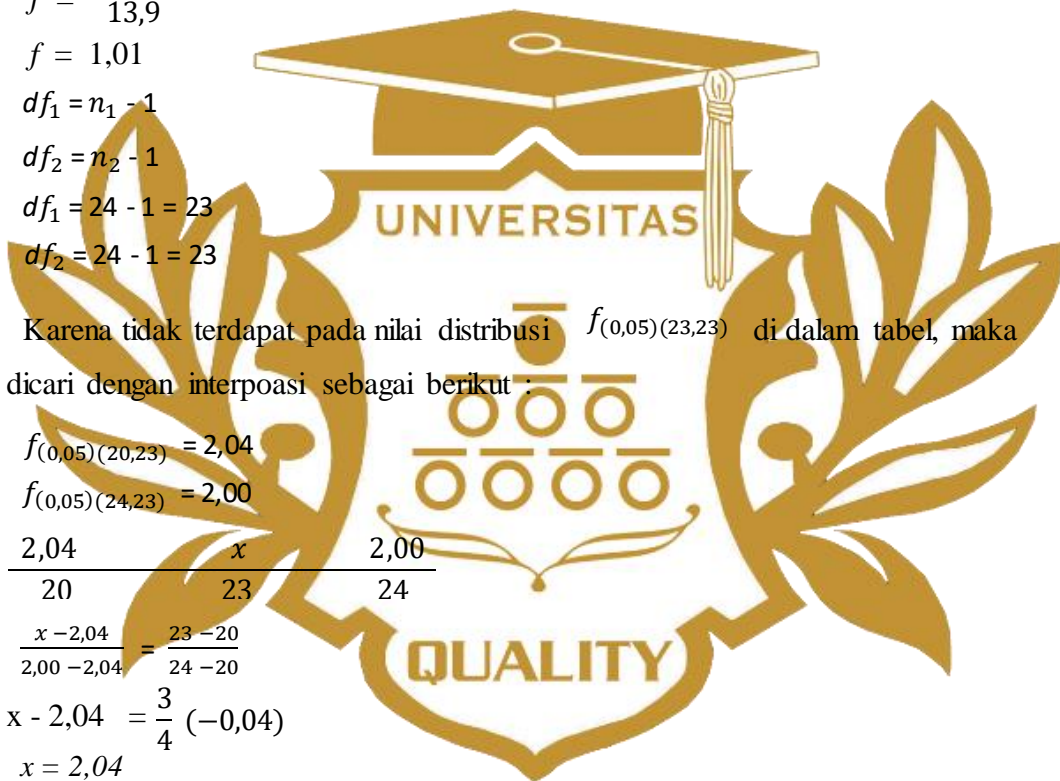 f =
13,9
f = 1,01
df₁ = n₁ - 1
df₂ = n₂ - 1
df₁ = 24 - 1 = 23
df₂ = 24 - 1 = 23
UNIVERSITAS
Karena tidak terdapat pada nilai distribusi f₍₀,₀₅₎₍₂₃,₂₃₎ di dalam tabel, maka
dicari dengan interpoasi sebagai berikut :
f₍₀,₀₅₎₍₂₀,₂₃₎ = 2,04
f₍₀,₀₅₎₍₂₄,₂₃₎ = 2,00
2,04 x 2,00
20 23 24
x −2,04 / 2,00 −2,04 = 23 −20 / 24 −20
QUALITY
x - 2,04 = 3/4 (−0,04)
x = 2,04